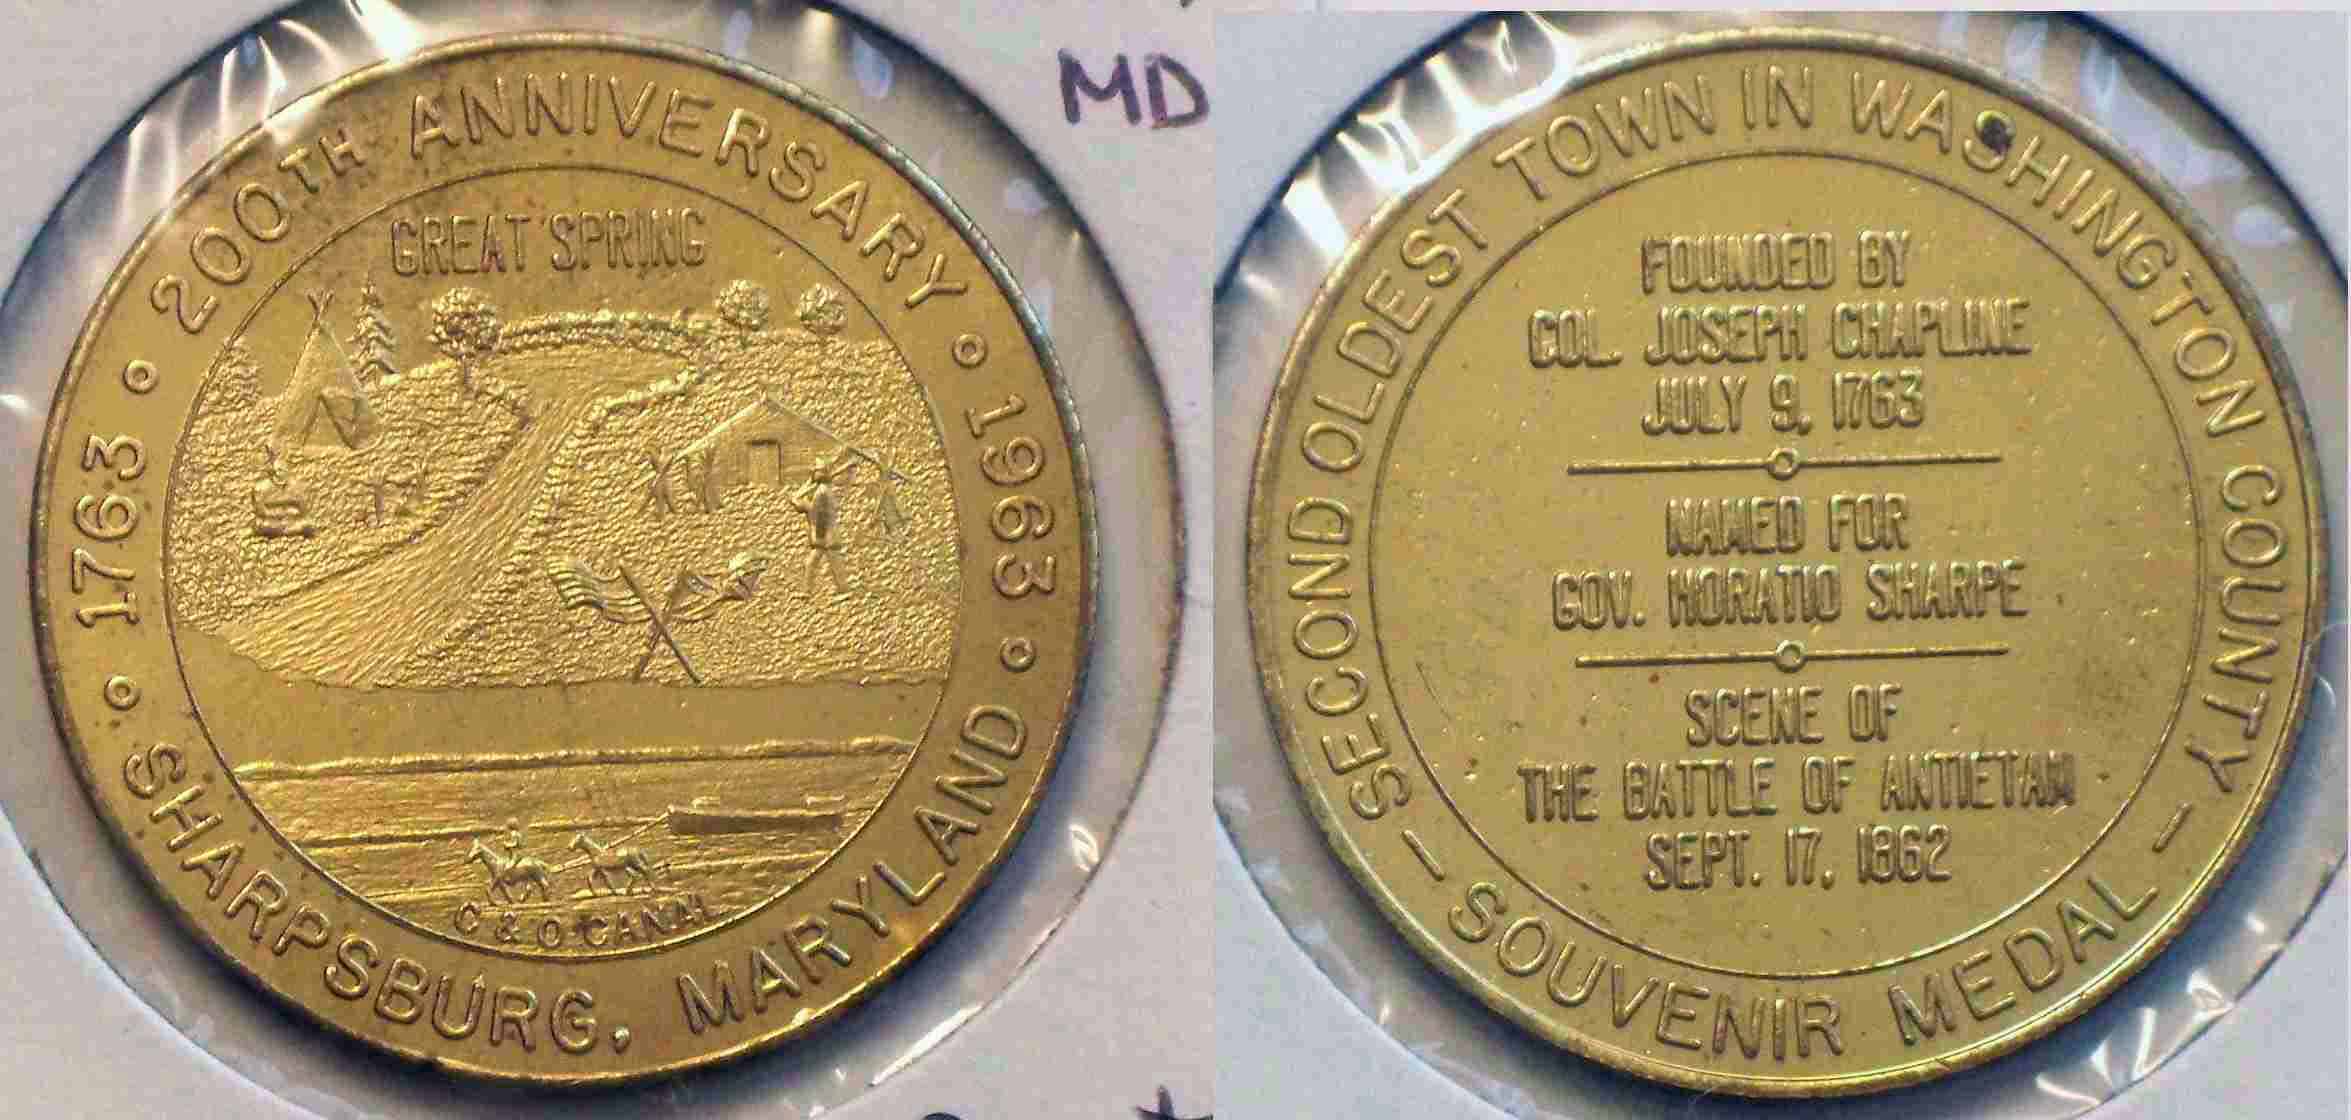 MD
1763 • 200TH ANNIVERSARY • 1963 •
SHARPSBURG, MARYLAND
GREAT SPRING
C & O CANAL
SECOND OLDEST TOWN IN WASHINGTON COUNTY
FOUNDED BY
COL. JOSEPH CHAPLINE
JULY 9, 1763
NAMED FOR
GOV. HORATIO SHARPE
SCENE OF
THE BATTLE OF ANTIETAM
SEPT. 17, 1862
– SOUVENIR MEDAL –